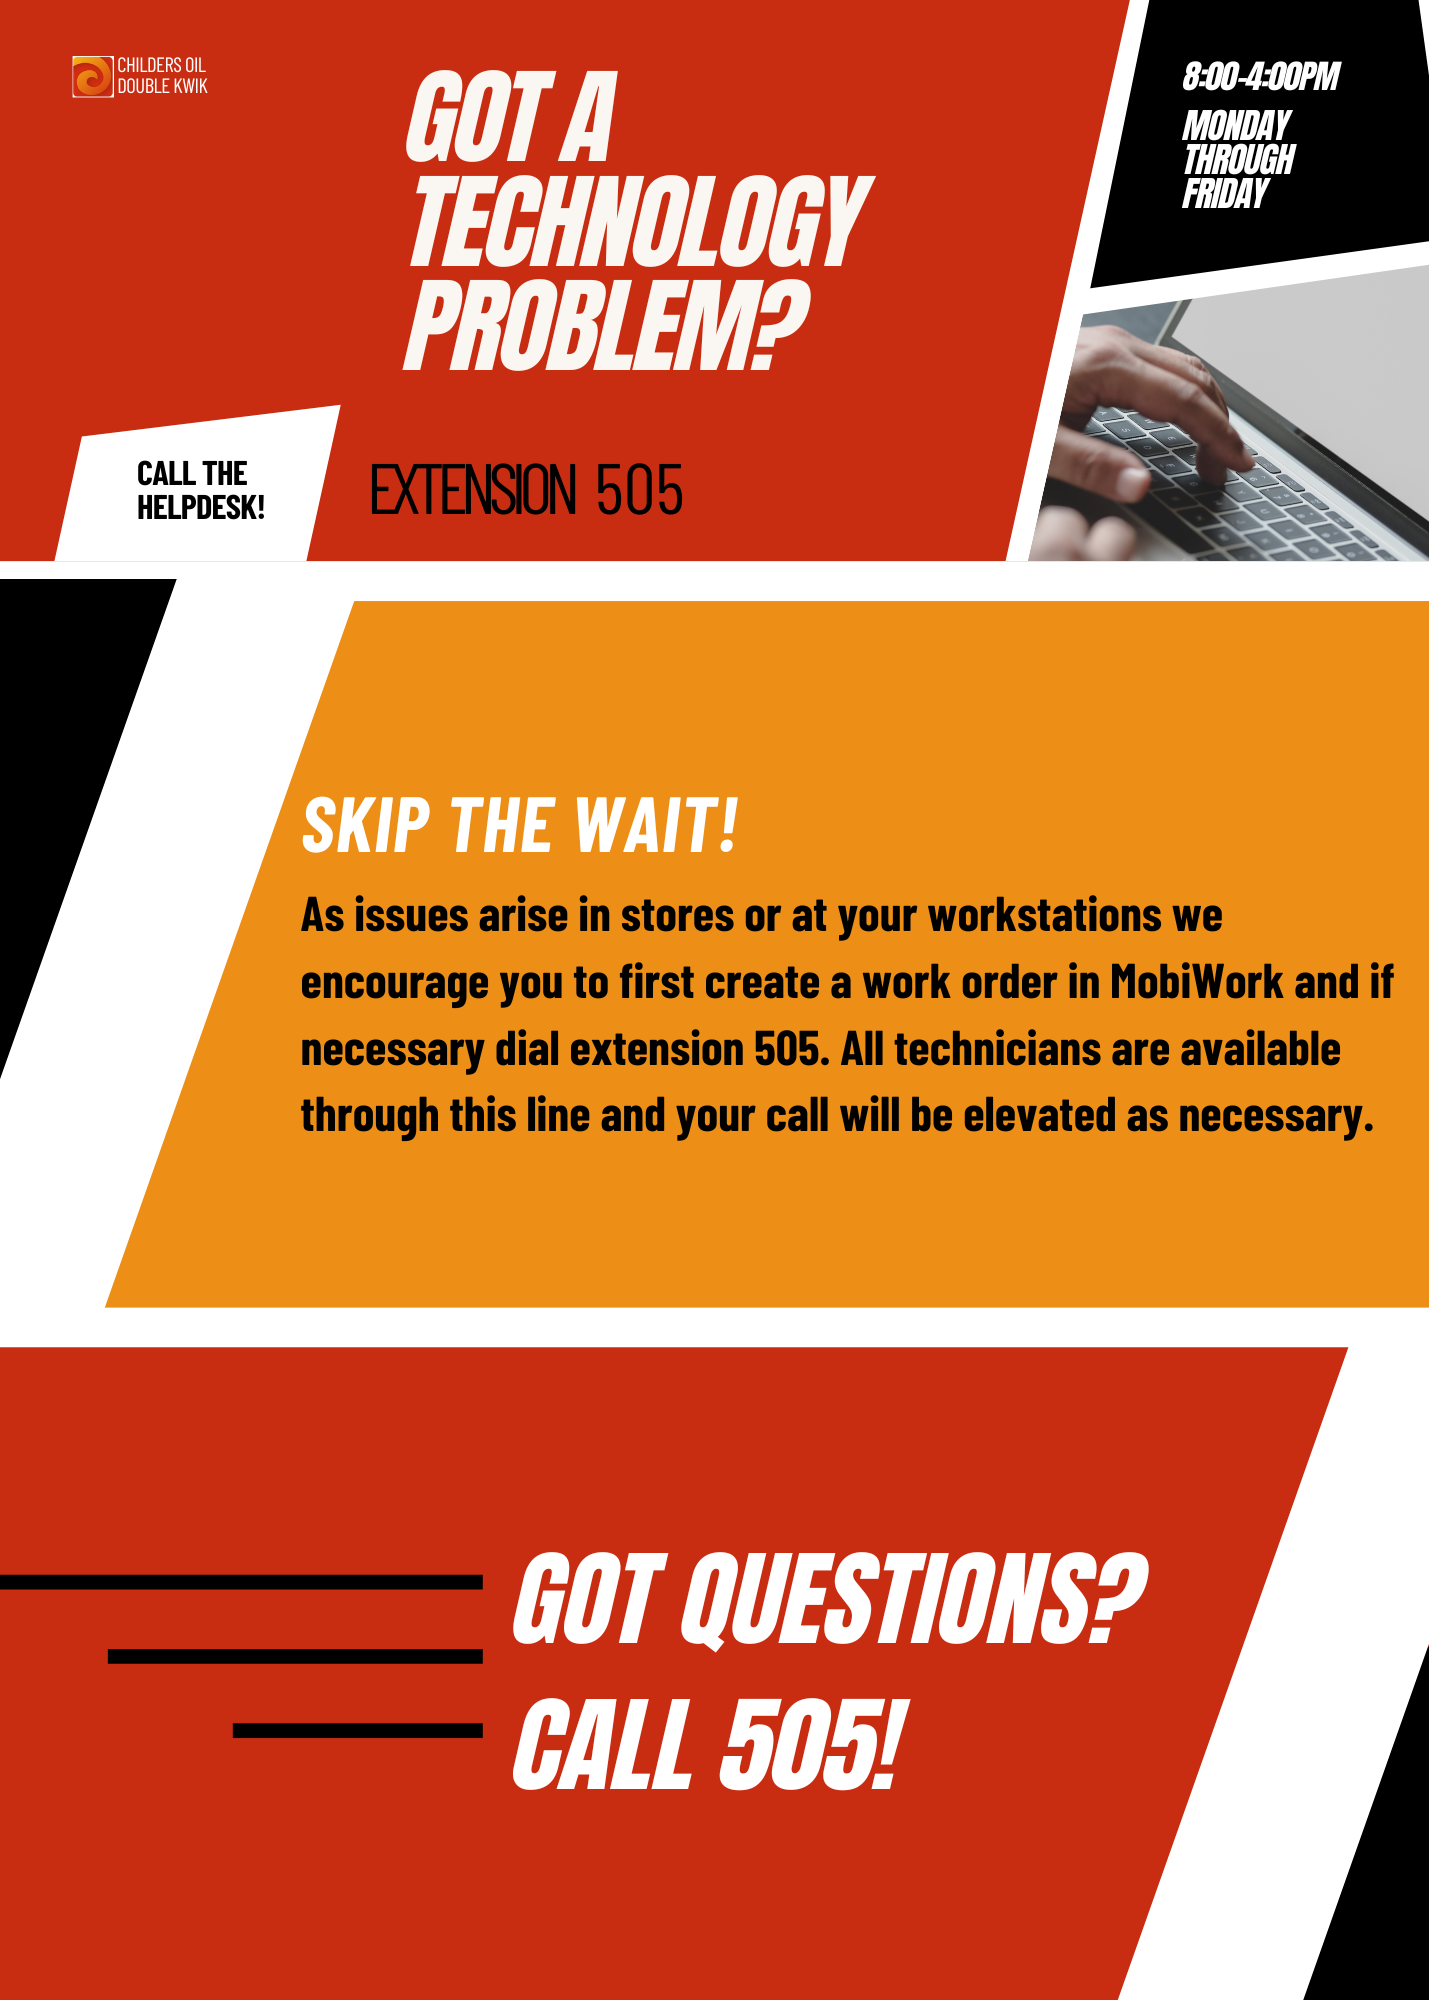 CHILDERS OIL
DOUBLE KWIK
GOT A
TECHNOLOGY
PROBLEM?
8:00-4:00PM
MONDAY
THROUGH
FRIDAY
CALL THE
HELPDESK!
EXTENSION 505
SKIP THE WAIT!
As issues arise in stores or at your workstations we
encourage you to first create a work order in MobiWork and if
necessary dial extension 505. All technicians are available
through this line and your call will be elevated as necessary.
GOT QUESTIONS?
CALL 505!